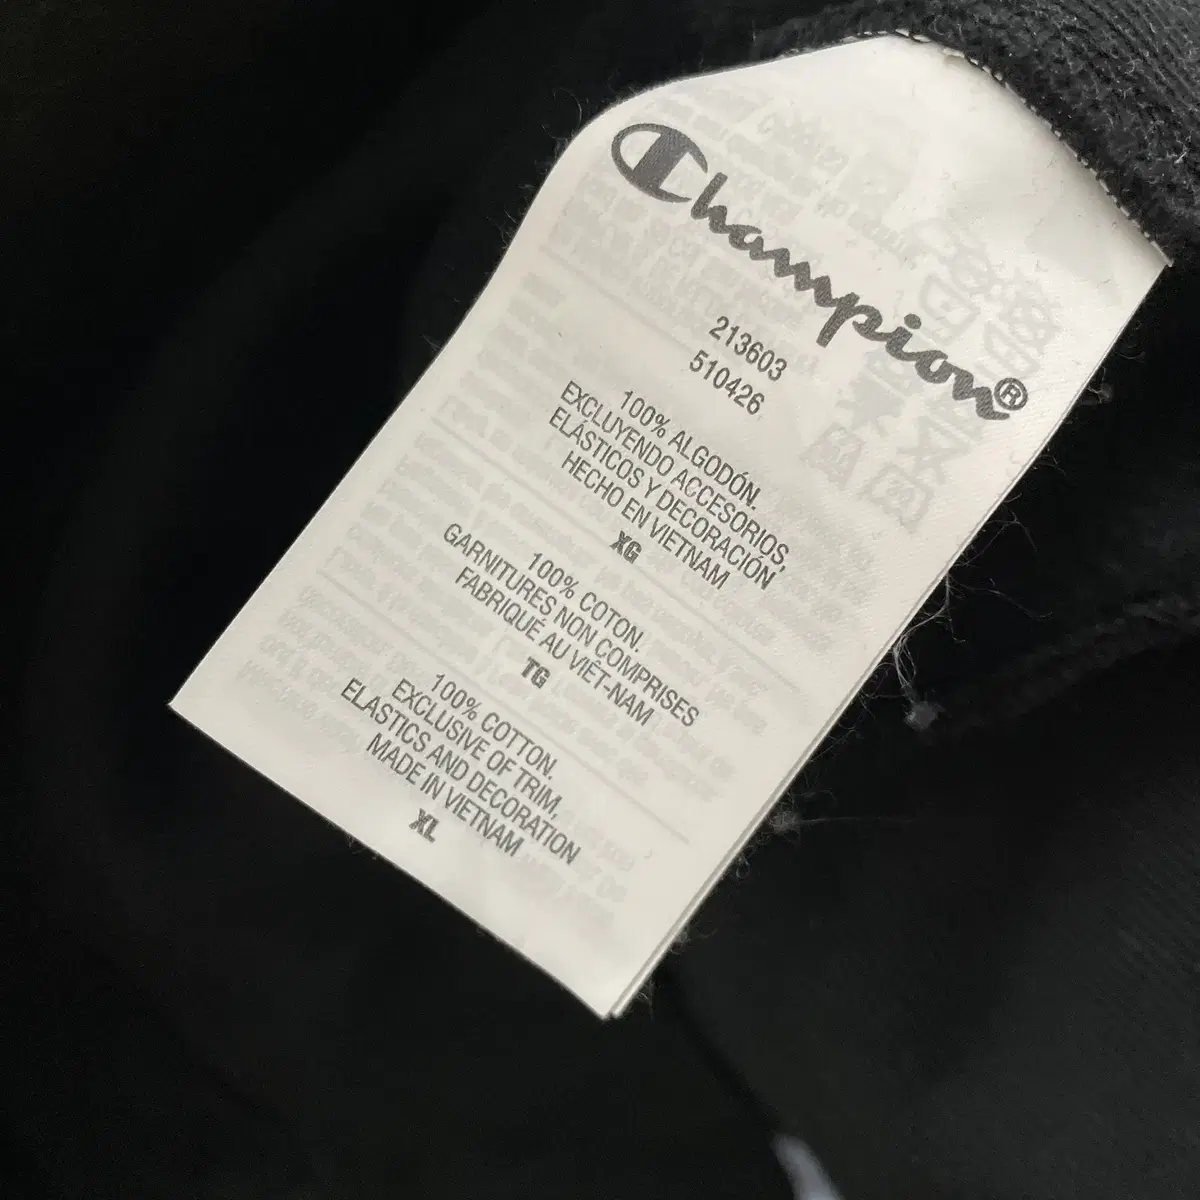 Champion®
213603
510426
100% ALGODÓN.
EXCLUYENDO ACCESORIOS,
ELÁSTICOS Y DECORACIÓN
HECHO EN VIETNAM
XG
100% COTON.
GARNITURES NON COMPRISES
FABRIQUÉ AU VIÊT-NAM
TG
100% COTTON.
EXCLUSIVE OF TRIM,
ELASTICS AND DECORATION
MADE IN VIETNAM
XL